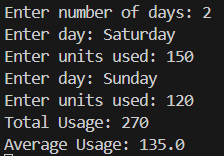 Enter number of days: 2
Enter day: Saturday
Enter units used: 150
Enter day: Sunday
Enter units used: 120
Total Usage: 270
Average Usage: 135.0